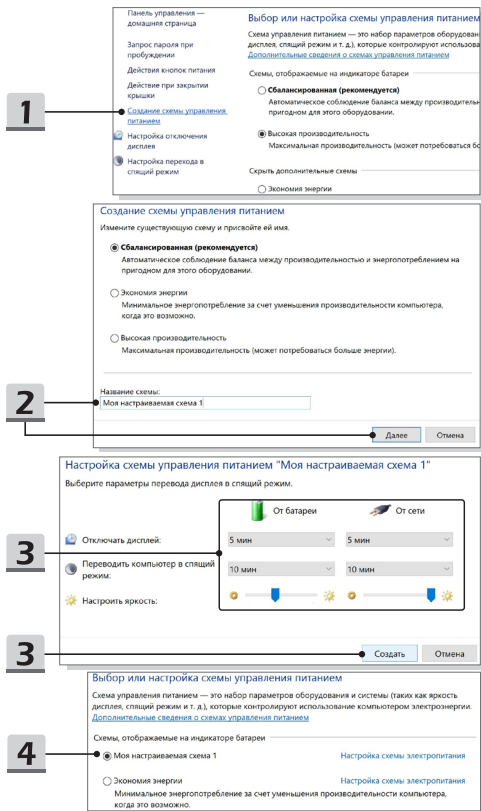 Панель управления —
домашняя страница
Запрос пароля при
пробуждении
Действия кнопок питания
Действие при закрытии
крышки
1
Создание схемы управления
питанием
Настройка отключения
дисплея
Настройка перехода в
спящий режим
Выбор или настройка схемы управления питанием
Схема управления питанием — это набор параметров оборудован
дисплея, спящий режим и т. д.), которые контролируют использова
Дополнительные сведения о схемах управления питанием
Схемы, отображаемые на индикаторе батареи
Сбалансированная (рекомендуется)
Автоматическое соблюдение баланса между производительн
пригодном для этого оборудовании.
Высокая производительность
Максимальная производительность (может потребоваться бо
Скрыть дополнительные схемы
Экономия энергии
Создание схемы управления питанием
Измените существующую схему и присвойте ей имя.
Сбалансированная (рекомендуется)
Автоматическое соблюдение баланса между производительностью и энергопотреблением на
пригодном для этого оборудовании.
Экономия энергии
Минимальное энергопотребление за счет уменьшения производительности компьютера,
когда это возможно.
Высокая производительность
Максимальная производительность (может потребоваться больше энергии).
2
Название схемы:
Моя настраиваемая схема 1
Далее Отмена
Настройка схемы управления питанием "Моя настраиваемая схема 1"
Выберите параметры перевода дисплея в спящий режим.
От батареи От сети
3
Отключать дисплей: 5 мин 5 мин
Переводить компьютер в спящий
режим: 10 мин 10 мин
Настроить яркость:
3
Создать Отмена
Выбор или настройка схемы управления питанием
Схема управления питанием — это набор параметров оборудования и системы (таких как яркость
дисплея, спящий режим и т. д.), которые контролируют использование компьютером электроэнергии.
Дополнительные сведения о схемах управления питанием
Схемы, отображаемые на индикаторе батареи
4
Моя настраиваемая схема 1 Настройка схемы электропитания
Экономия энергии Настройка схемы электропитания
Минимальное энергопотребление за счет уменьшения производительности компьютера,
когда это возможно.